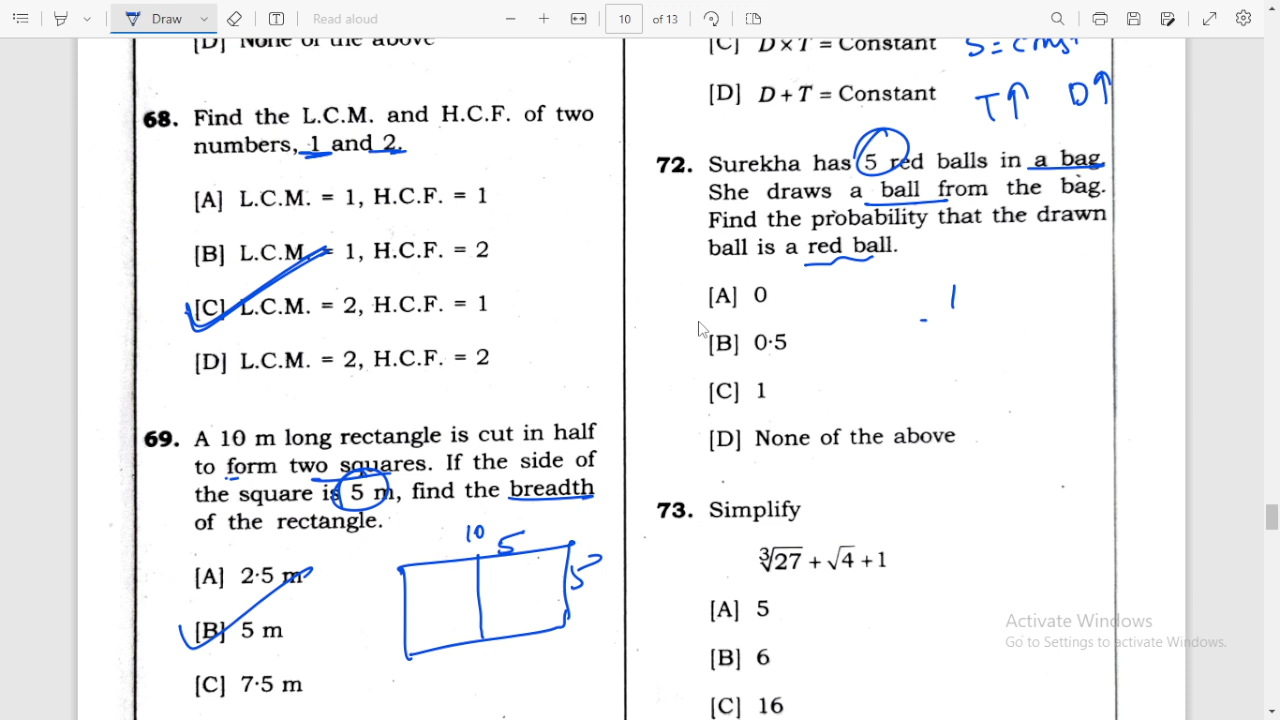 Draw
Read aloud
10 of 13
[D] None of the above
68. Find the L.C.M. and H.C.F. of two
numbers, 1 and 2.
[A] L.C.M. = 1, H.C.F. = 1
[B] L.C.M. = 1, H.C.F. = 2
[C] L.C.M. = 2, H.C.F. = 1
[D] L.C.M. = 2, H.C.F. = 2
69. A 10 m long rectangle is cut in half
to form two squares. If the side of
the square is 5 m, find the breadth
of the rectangle.
10 5
5
[A] 2·5 m
[B] 5 m
[C] 7·5 m
[C] D×T = Constant
S = const
[D] D+T = Constant
T↑ D↑
72. Surekha has 5 red balls in a bag.
She draws a ball from the bag.
Find the probability that the drawn
ball is a red ball.
[A] 0
1
[B] 0·5
[C] 1
[D] None of the above
73. Simplify
∛27 + √4 + 1
[A] 5
[B] 6
[C] 16
Activate Windows
Go to Settings to activate Windows.